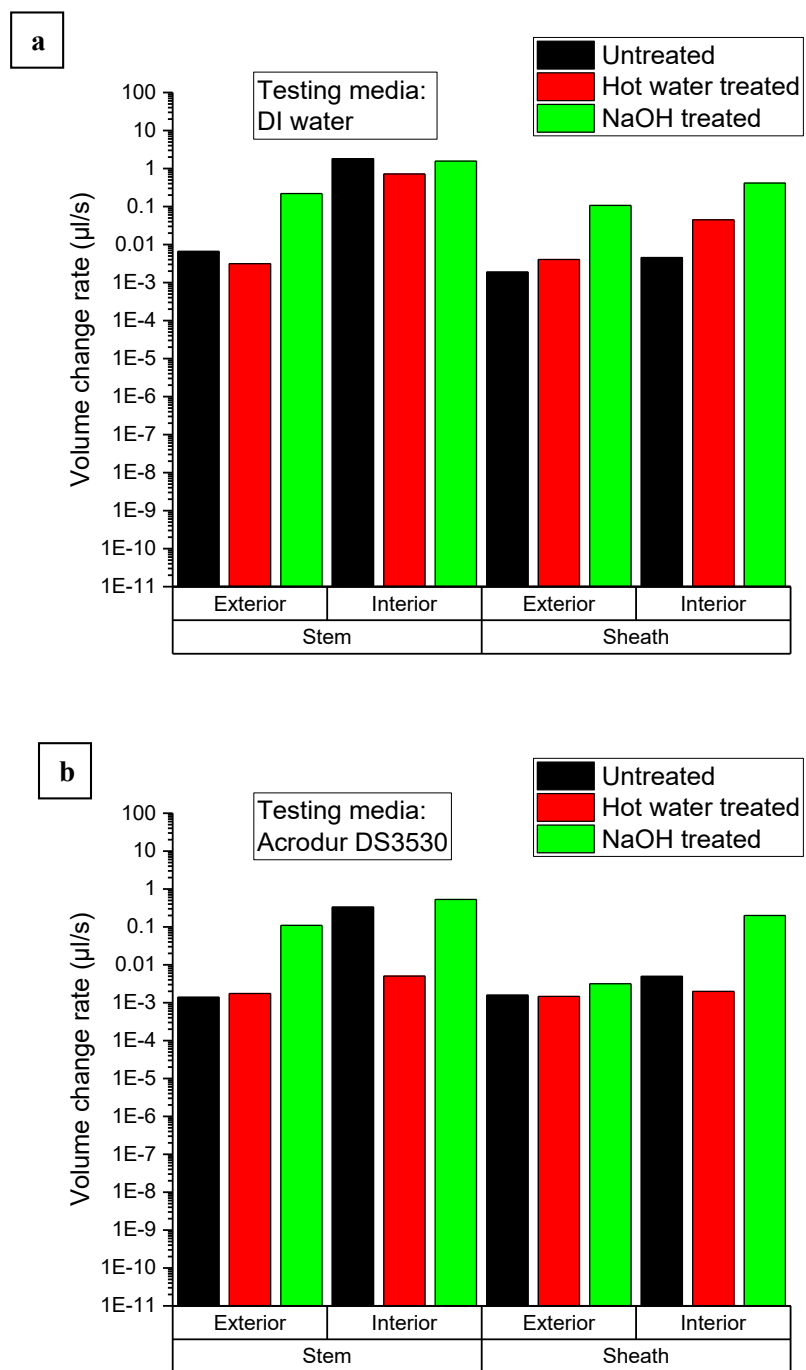 a
Untreated
Hot water treated
NaOH treated
Testing media:
DI water
Volume change rate (µl/s)
100
10
1
0.1
0.01
1E-3
1E-4
1E-5
1E-6
1E-7
1E-8
1E-9
1E-10
1E-11
Exterior Interior Exterior Interior
Stem Sheath
b
Untreated
Hot water treated
NaOH treated
Testing media:
Acrodur DS3530
Volume change rate (µl/s)
100
10
1
0.1
0.01
1E-3
1E-4
1E-5
1E-6
1E-7
1E-8
1E-9
1E-10
1E-11
Exterior Interior Exterior Interior
Stem Sheath